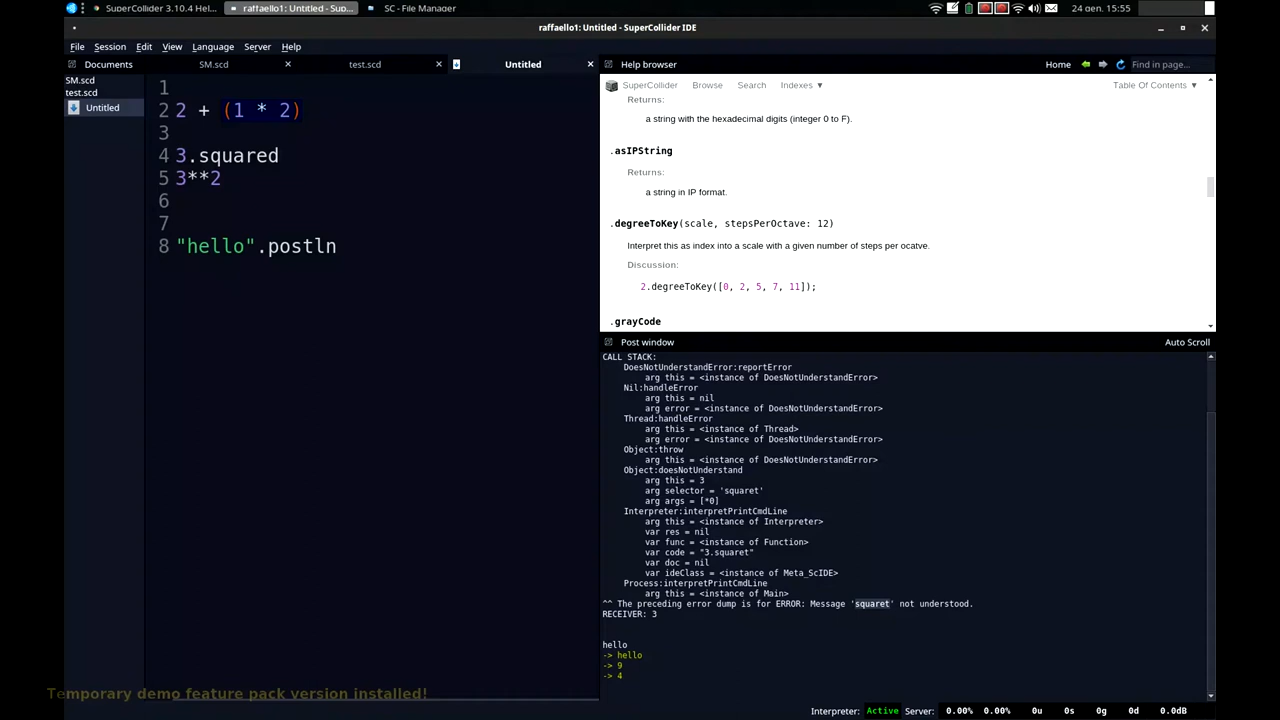 SuperCollider 3.10.4 Hel...
raffaello1: Untitled - Sup...
SC - File Manager
24 gen, 15:55
raffaello1: Untitled - SuperCollider IDE
File Session Edit View Language Server Help
Documents
SM.scd
test.scd
Untitled
SM.scd
test.scd
Untitled
1
2 2 + (1 * 2)
3
4 3.squared
5 3**2
6
7
8 "hello".postln
Help browser
Home
Find in page...
SuperCollider Browse Search Indexes ▼ Table Of Contents ▼
Returns:
a string with the hexadecimal digits (integer 0 to F).
.asIPString
Returns:
a string in IP format.
.degreeToKey(scale, stepsPerOctave: 12)
Interpret this as index into a scale with a given number of steps per ocatve.
Discussion:
2.degreeToKey([0, 2, 5, 7, 11]);
.grayCode
Post window
Auto Scroll
CALL STACK:
DoesNotUnderstandError:reportError
arg this = <instance of DoesNotUnderstandError>
Nil:handleError
arg this = nil
arg error = <instance of DoesNotUnderstandError>
Thread:handleError
arg this = <instance of Thread>
arg error = <instance of DoesNotUnderstandError>
Object:throw
arg this = <instance of DoesNotUnderstandError>
Object:doesNotUnderstand
arg this = 3
arg selector = 'squaret'
arg args = [*0]
Interpreter:interpretPrintCmdLine
arg this = <instance of Interpreter>
var res = nil
var func = <instance of Function>
var code = "3.squaret"
var doc = nil
var ideClass = <instance of Meta_ScIDE>
Process:interpretPrintCmdLine
arg this = <instance of Main>
^^ The preceding error dump is for ERROR: Message 'squaret' not understood.
RECEIVER: 3
hello
-> hello
-> 9
-> 4
Temporary demo feature pack version installed!
Interpreter: Active Server: 0.00% 0.00% 0u 0s 0g 0d 0.0dB